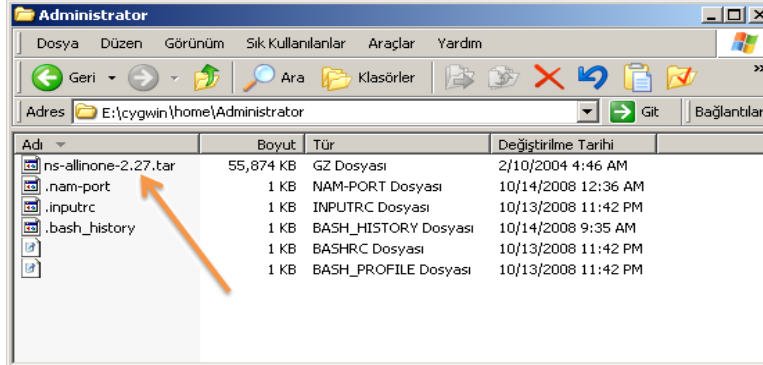 Administrator
Dosya Düzen Görünüm Sık Kullanılanlar Araçlar Yardım
Geri Ara Klasörler »
Adres E:\cygwin\home\Administrator Git Bağlantılar
Adı Boyut Tür Değiştirilme Tarihi
ns-allinone-2.27.tar 55,874 KB GZ Dosyası 2/10/2004 4:46 AM
.nam-port 1 KB NAM-PORT Dosyası 10/14/2008 12:36 AM
.inputrc 1 KB INPUTRC Dosyası 10/13/2008 11:42 PM
.bash_history 1 KB BASH_HISTORY Dosyası 10/14/2008 9:35 AM
1 KB BASHRC Dosyası 10/13/2008 11:42 PM
1 KB BASH_PROFILE Dosyası 10/13/2008 11:42 PM